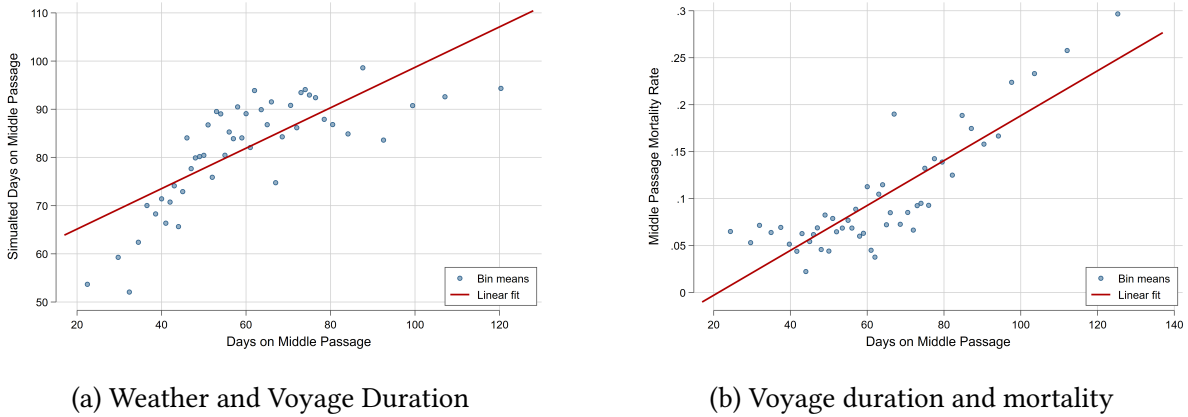 110
100
90
80
70
60
50
Simualted Days on Middle Passage
20 40 60 80 100 120
Days on Middle Passage
Bin means
Linear fit
(a) Weather and Voyage Duration
.3
.25
.2
.15
.1
.05
0
Middle Passage Mortality Rate
20 40 60 80 100 120 140
Days on Middle Passage
Bin means
Linear fit
(b) Voyage duration and mortality